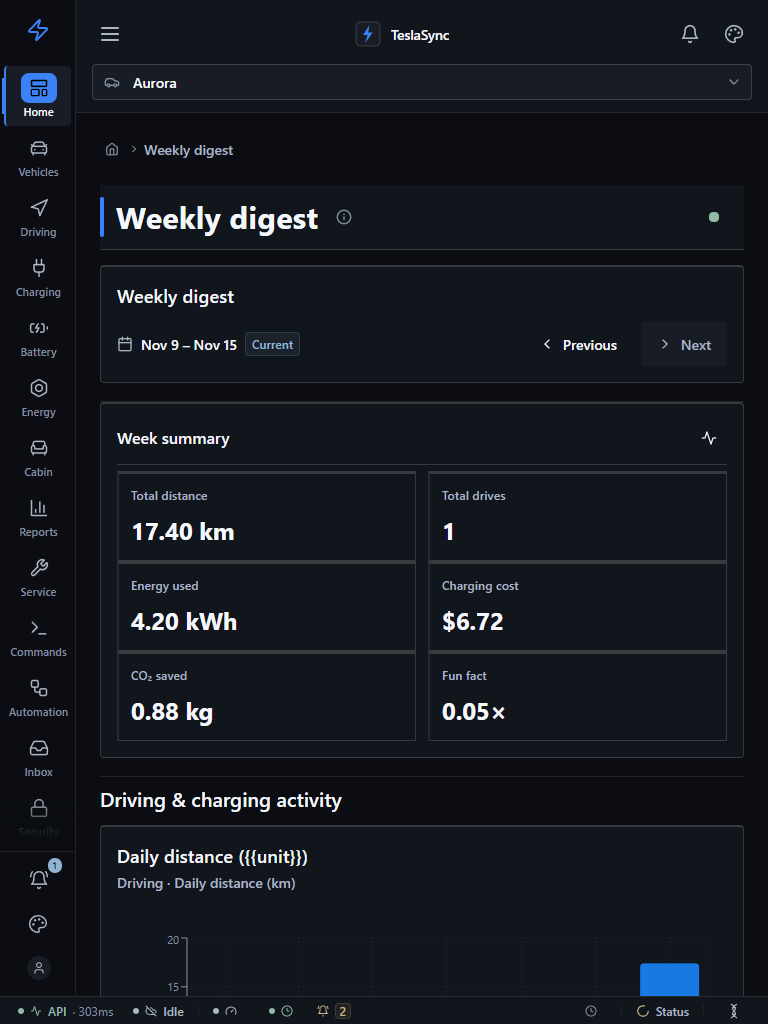 TeslaSync
Aurora
Home
Vehicles
Driving
Charging
Battery
Energy
Cabin
Reports
Service
Commands
Automation
Inbox
Security
1
Weekly digest
Weekly digest
Weekly digest
Nov 9 – Nov 15 Current Previous Next
Week summary
Total distance
17.40 km
Total drives
1
Energy used
4.20 kWh
Charging cost
$6.72
CO₂ saved
0.88 kg
Fun fact
0.05×
Driving & charging activity
Daily distance ({{unit}})
Driving · Daily distance (km)
20
15
API · 303ms Idle 2 Status